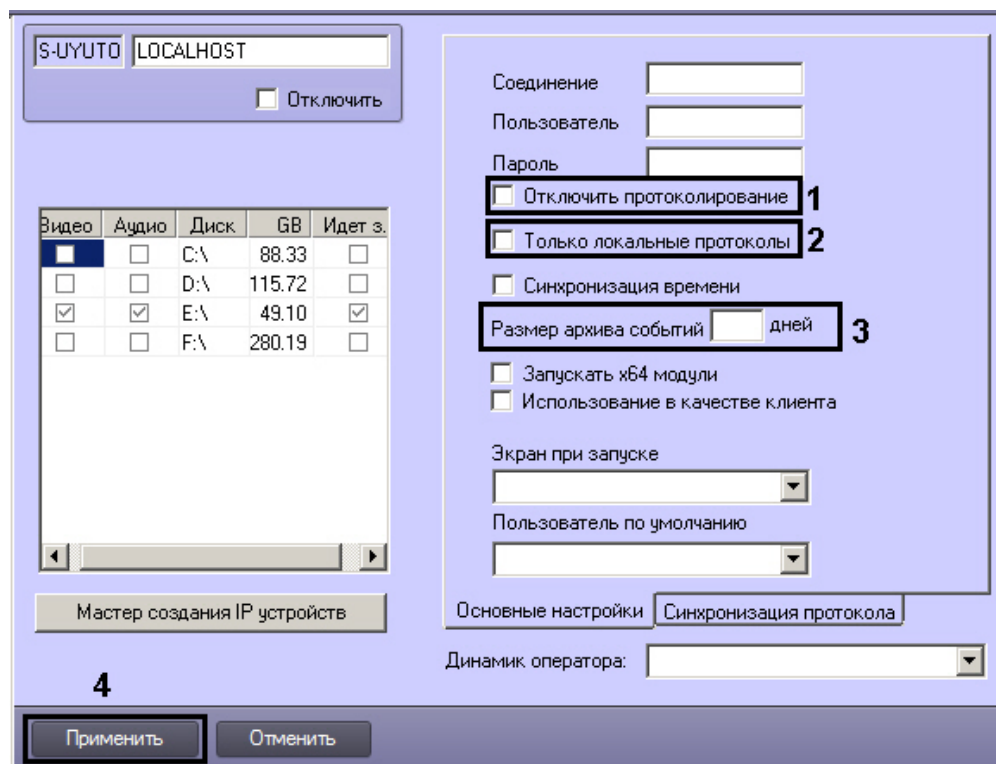 S-UYUTO LOCALHOST
Отключить
Видео Аудио Диск GB Идет з.
C:\ 88.33
D:\ 115.72
E:\ 49.10
F:\ 280.19
Мастер создания IP устройств
Соединение
Пользователь
Пароль
Отключить протоколирование 1
Только локальные протоколы 2
Синхронизация времени
Размер архива событий дней 3
Запускать x64 модули
Использование в качестве клиента
Экран при запуске
Пользователь по умолчанию
Основные настройки Синхронизация протокола
Динамик оператора:
4
Применить Отменить